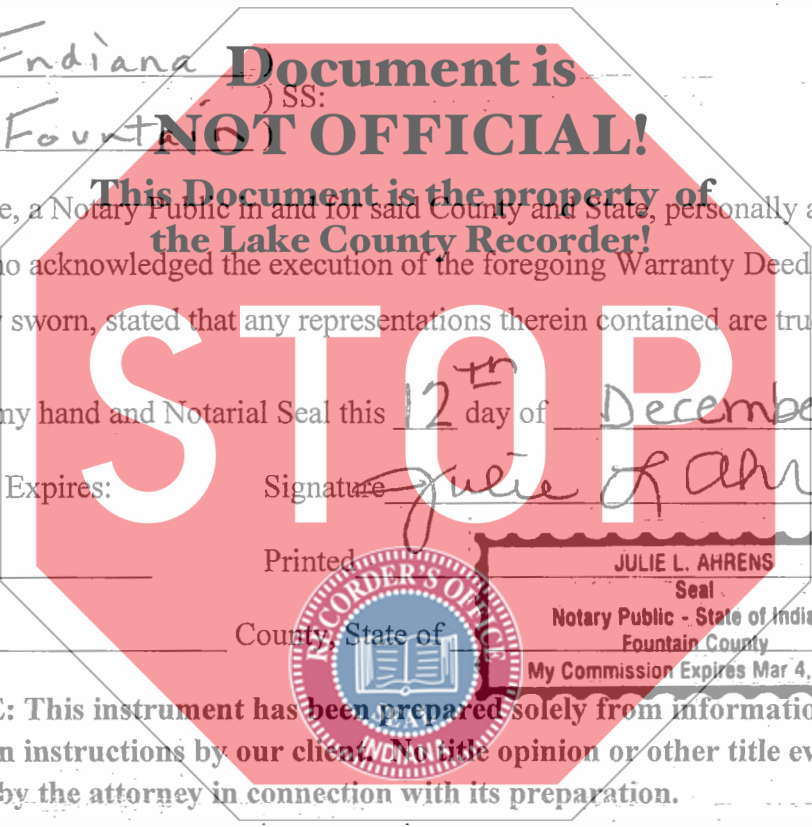 Indiana
Document is
) SS:
Fountain )
NOT OFFICIAL!
This Document is the property of
e, a Notary Public in and for said County and State, personally a
the Lake County Recorder!
o acknowledged the execution of the foregoing Warranty Deed
sworn, stated that any representations therein contained are tru
STOP
my hand and Notarial Seal this 12th day of Decembe
Expires:
Signature Julie L Ahr
Printed
JULIE L. AHRENS
Seal
Notary Public - State of India
Fountain County
My Commission Expires Mar 4,
County, State of
RECORDER'S OFFICE
SEAL
INDIANA
E: This instrument has been prepared solely from informatio
n instructions by our client. No title opinion or other title ev
by the attorney in connection with its preparation.